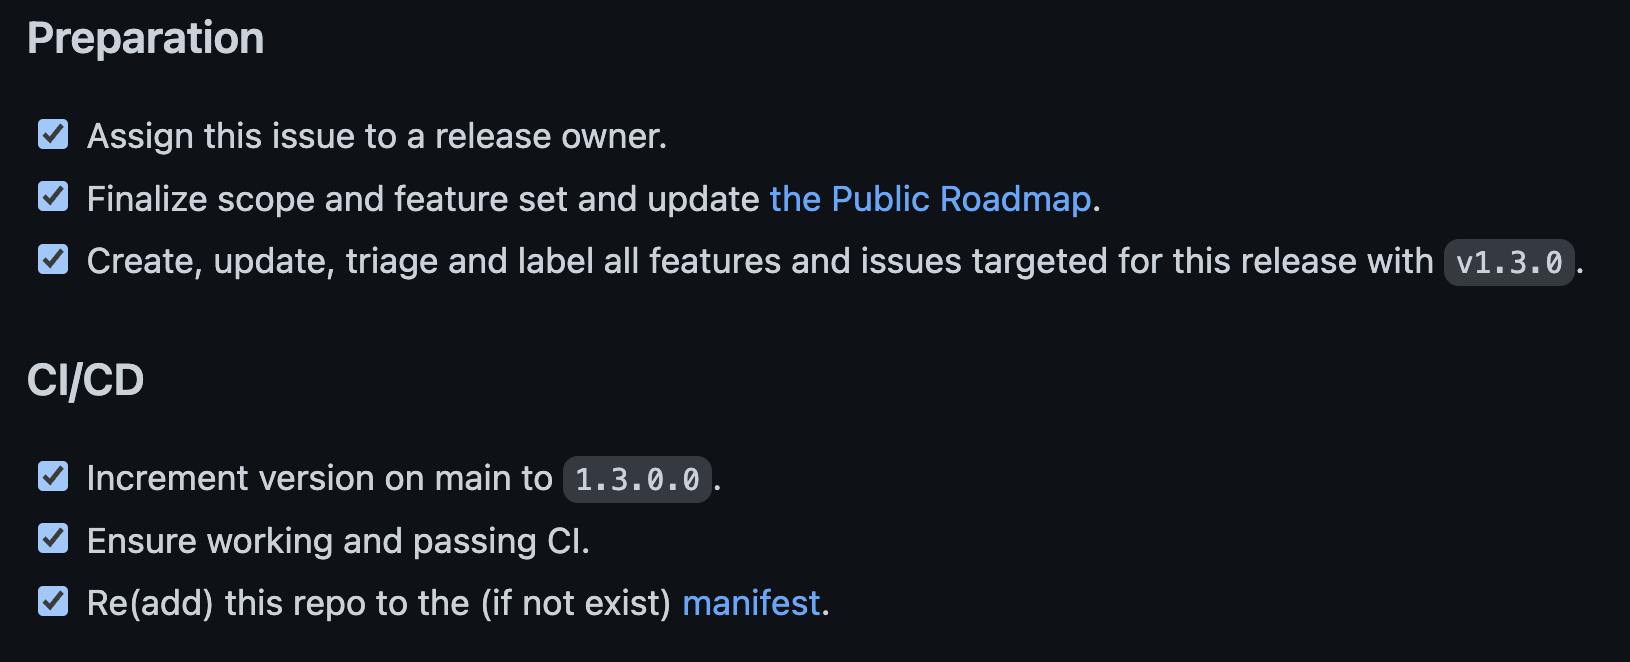 Preparation
Assign this issue to a release owner.
Finalize scope and feature set and update the Public Roadmap.
Create, update, triage and label all features and issues targeted for this release with v1.3.0.
CI/CD
Increment version on main to 1.3.0.0.
Ensure working and passing CI.
Re(add) this repo to the (if not exist) manifest.